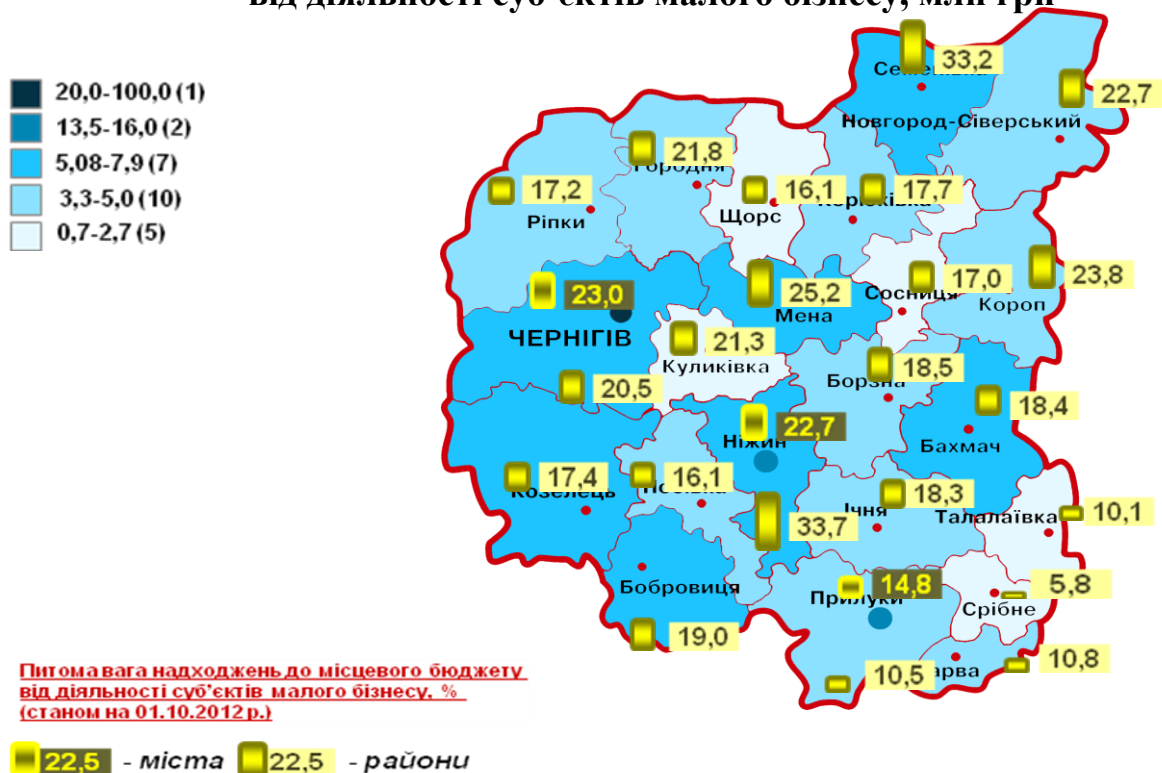 від діяльності суб'єктів малого бізнесу, млн грн
20,0-100,0 (1)
13,5-16,0 (2)
5,08-7,9 (7)
3,3-5,0 (10)
0,7-2,7 (5)
33,2
Семенівка
22,7
Новгород-Сіверський
21,8
Городня
17,2
Ріпки
16,1
Щорс
17,7
Корюківка
23,0
ЧЕРНІГІВ
25,2
Мена
17,0
Сосниця
23,8
Короп
21,3
Куликівка
18,5
Борзна
20,5
18,4
Бахмач
22,7
Ніжин
17,4
Козелець
16,1
Носівка
18,3
Ічня
33,7
Талалаївка
10,1
Бобровиця
14,8
Прилуки
5,8
Срібне
19,0
10,8
10,5
арва
Питома вага надходжень до місцевого бюджету
від діяльності суб'єктів малого бізнесу, %
(станом на 01.10.2012 р.)
22,5 - міста 22,5 - райони